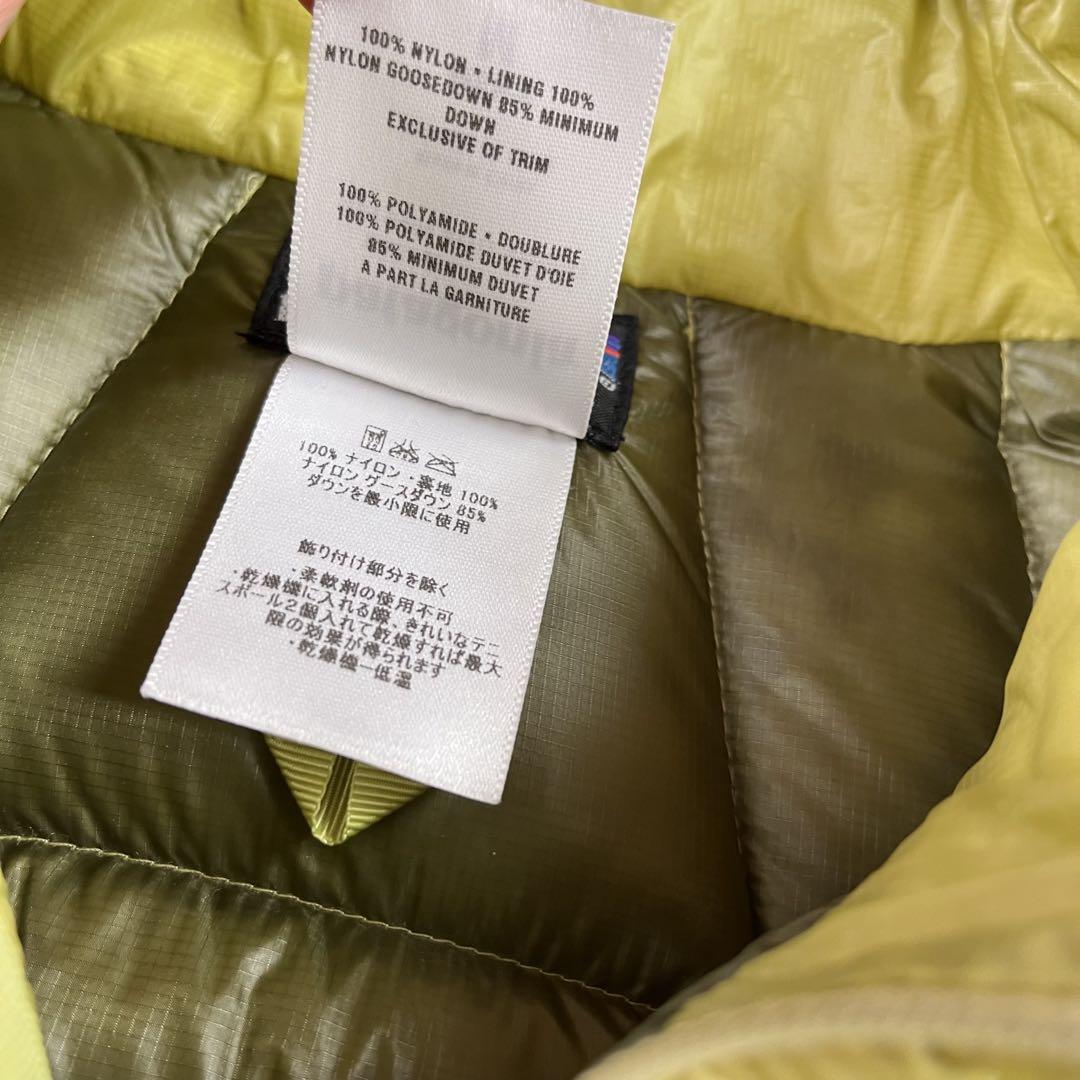 100% NYLON • LINING 100%
NYLON GOOSEDOWN 85% MINIMUM
DOWN
EXCLUSIVE OF TRIM
100% POLYAMIDE • DOUBLURE
100% POLYAMIDE DUVET D'OIE
85% MINIMUM DUVET
A PART LA GARNITURE
100% ナイロン・裏地 100%
ナイロン グースダウン 85%
ダウンを最小限に使用
飾り付け部分を除く
・柔軟剤の使用不可
・乾燥機に入れる際、きれいなテニ
スボール2個入れて乾燥すれば最大
限の効果が得られます
・乾燥機ー低温